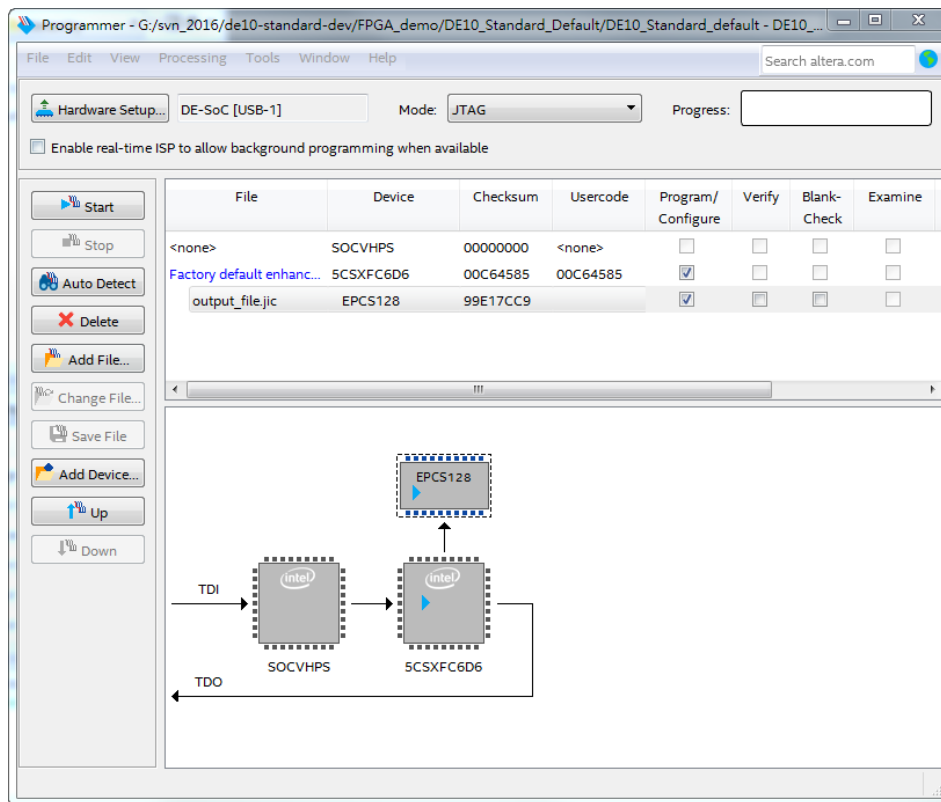 Programmer - G:/svn_2016/de10-standard-dev/FPGA_demo/DE10_Standard_Default/DE10_Standard_default - DE10_...
File Edit View Processing Tools Window Help
Search altera.com
Hardware Setup... DE-SoC [USB-1] Mode: JTAG Progress:
Enable real-time ISP to allow background programming when available
File Device Checksum Usercode Program/ Verify Blank- Examine
Configure Check
<none> SOCVHPS 00000000 <none>
Factory default enhanc... 5CSXFC6D6 00C64585 00C64585
output_file.jic EPCS128 99E17CC9
Start
Stop
Auto Detect
Delete
Add File...
Change File...
Save File
Add Device...
Up
Down
EPCS128
TDI
intel
intel
SOCVHPS
5CSXFC6D6
TDO